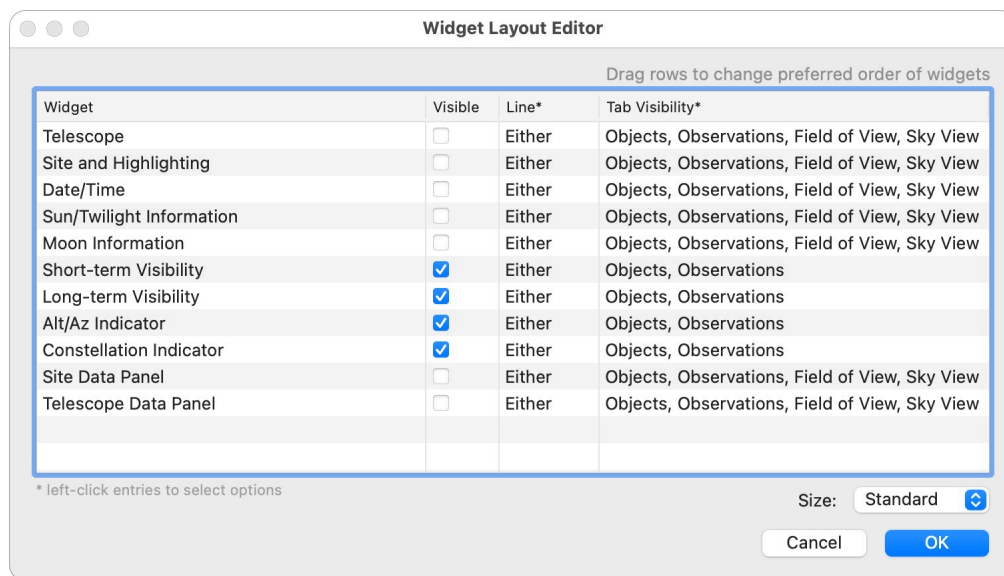 Widget Layout Editor
Drag rows to change preferred order of widgets
Widget Visible Line* Tab Visibility*
Telescope Either Objects, Observations, Field of View, Sky View
Site and Highlighting Either Objects, Observations, Field of View, Sky View
Date/Time Either Objects, Observations, Field of View, Sky View
Sun/Twilight Information Either Objects, Observations, Field of View, Sky View
Moon Information Either Objects, Observations, Field of View, Sky View
Short-term Visibility Either Objects, Observations
Long-term Visibility Either Objects, Observations
Alt/Az Indicator Either Objects, Observations
Constellation Indicator Either Objects, Observations
Site Data Panel Either Objects, Observations, Field of View, Sky View
Telescope Data Panel Either Objects, Observations, Field of View, Sky View
* left-click entries to select options
Size: Standard
Cancel OK